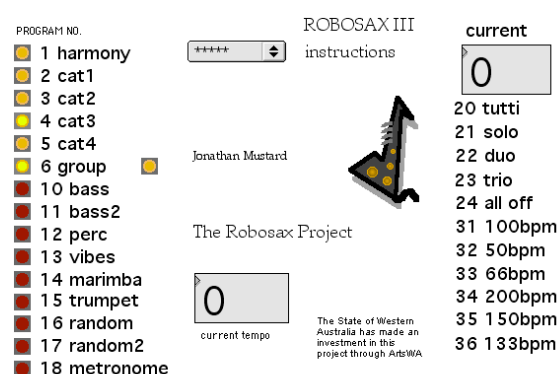 PROGRAM NO.
1 harmony
2 cat1
3 cat2
4 cat3
5 cat4
6 group
10 bass
11 bass2
12 perc
13 vibes
14 marimba
15 trumpet
16 random
17 random2
18 metronome
*****
ROBOSAX III
instructions
Jonathan Mustard
The Robosax Project
0
current tempo
The State of Western
Australia has made an
investment in this
project through ArtsWA
current
0
20 tutti
21 solo
22 duo
23 trio
24 all off
31 100bpm
32 50bpm
33 66bpm
34 200bpm
35 150bpm
36 133bpm